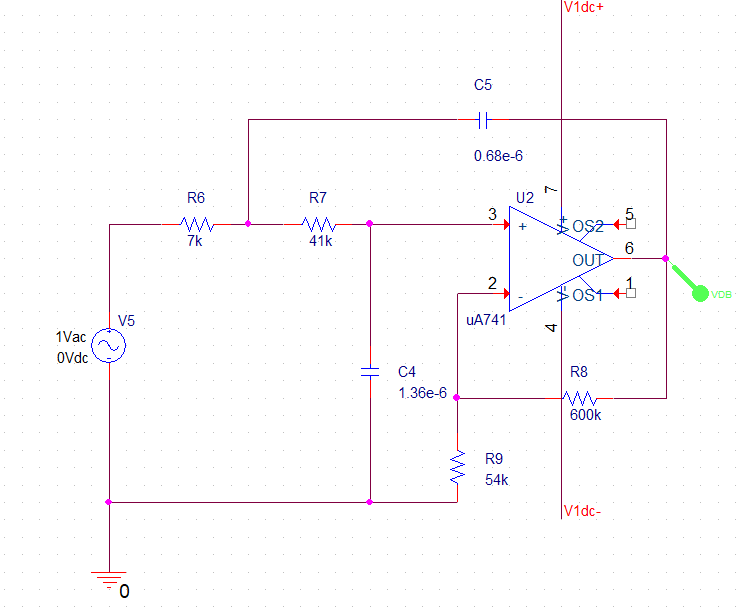 V1dc+
C5
0.68e-6
R6
7k
R7
41k
U2
7
3
+
V+
OS2
5
OUT
6
2
-
V-
OS1
1
uA741
4
VDB
V5
1Vac
0Vdc
C4
1.36e-6
R8
600k
R9
54k
V1dc-
0